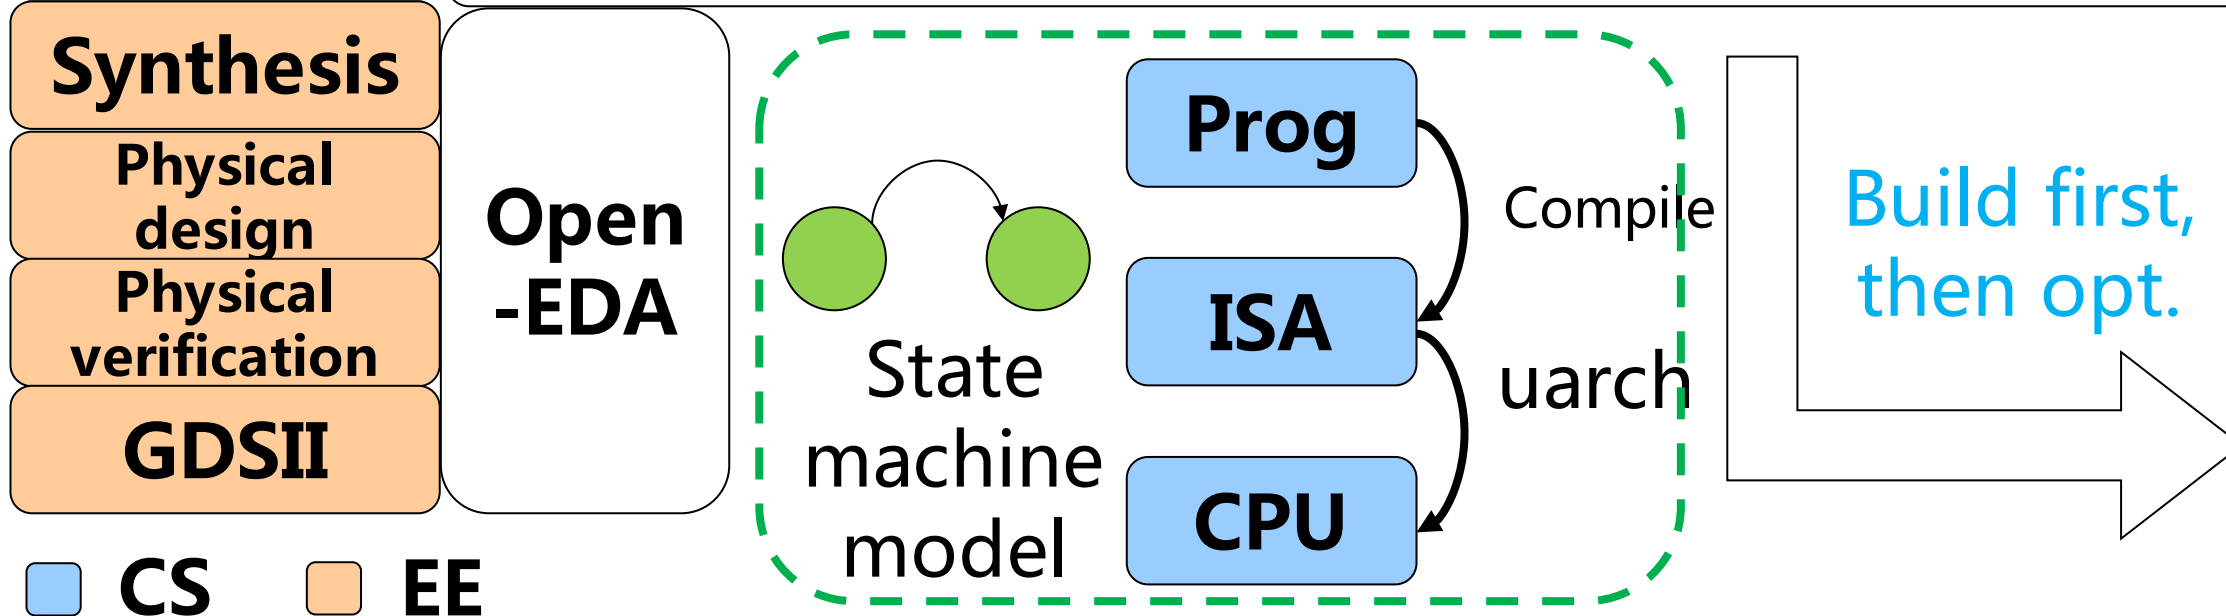 Synthesis
Physical
design
Physical
verification
GDSII
Open
-EDA
State
machine
model
Prog
ISA
CPU
Compile
uarch
Build first,
then opt.
CS
EE